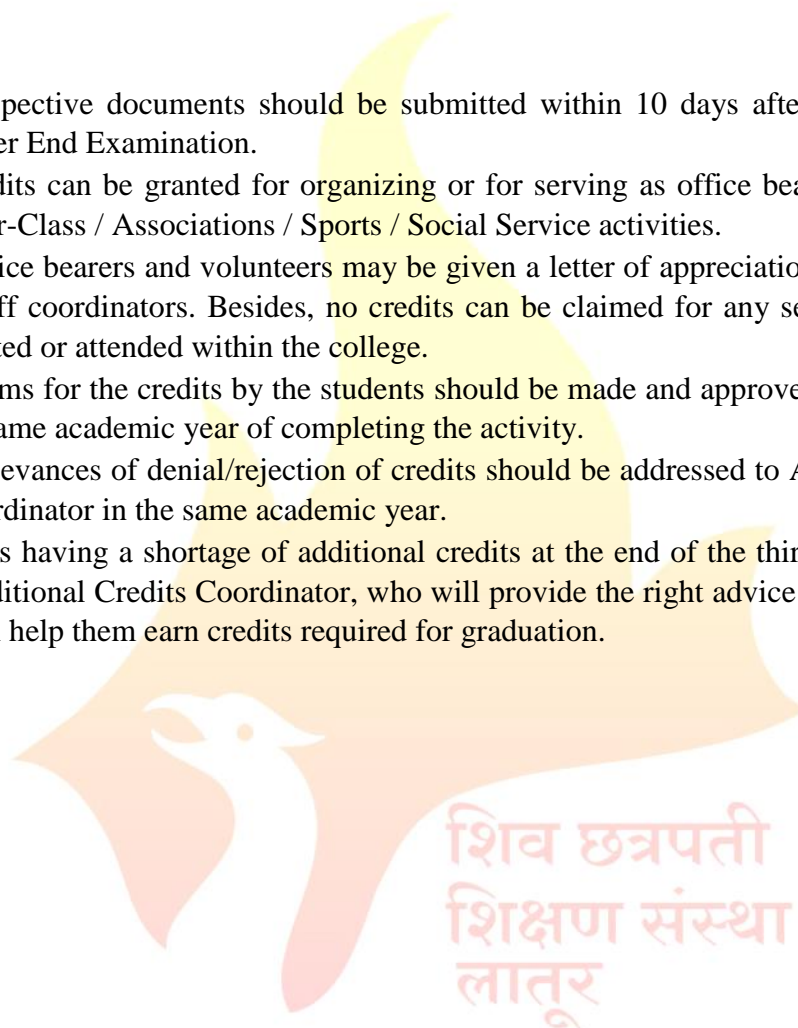 pective documents should be submitted within 10 days afte
er End Examination.
dits can be granted for organizing or for serving as office bea
r-Class / Associations / Sports / Social Service activities.
ice bearers and volunteers may be given a letter of appreciatio
ff coordinators. Besides, no credits can be claimed for any se
ted or attended within the college.
ms for the credits by the students should be made and approve
ame academic year of completing the activity.
evances of denial/rejection of credits should be addressed to A
rdinator in the same academic year.
s having a shortage of additional credits at the end of the thir
ditional Credits Coordinator, who will provide the right advice
help them earn credits required for graduation.
शिव छत्रपती
शिक्षण संस्था
लातूर